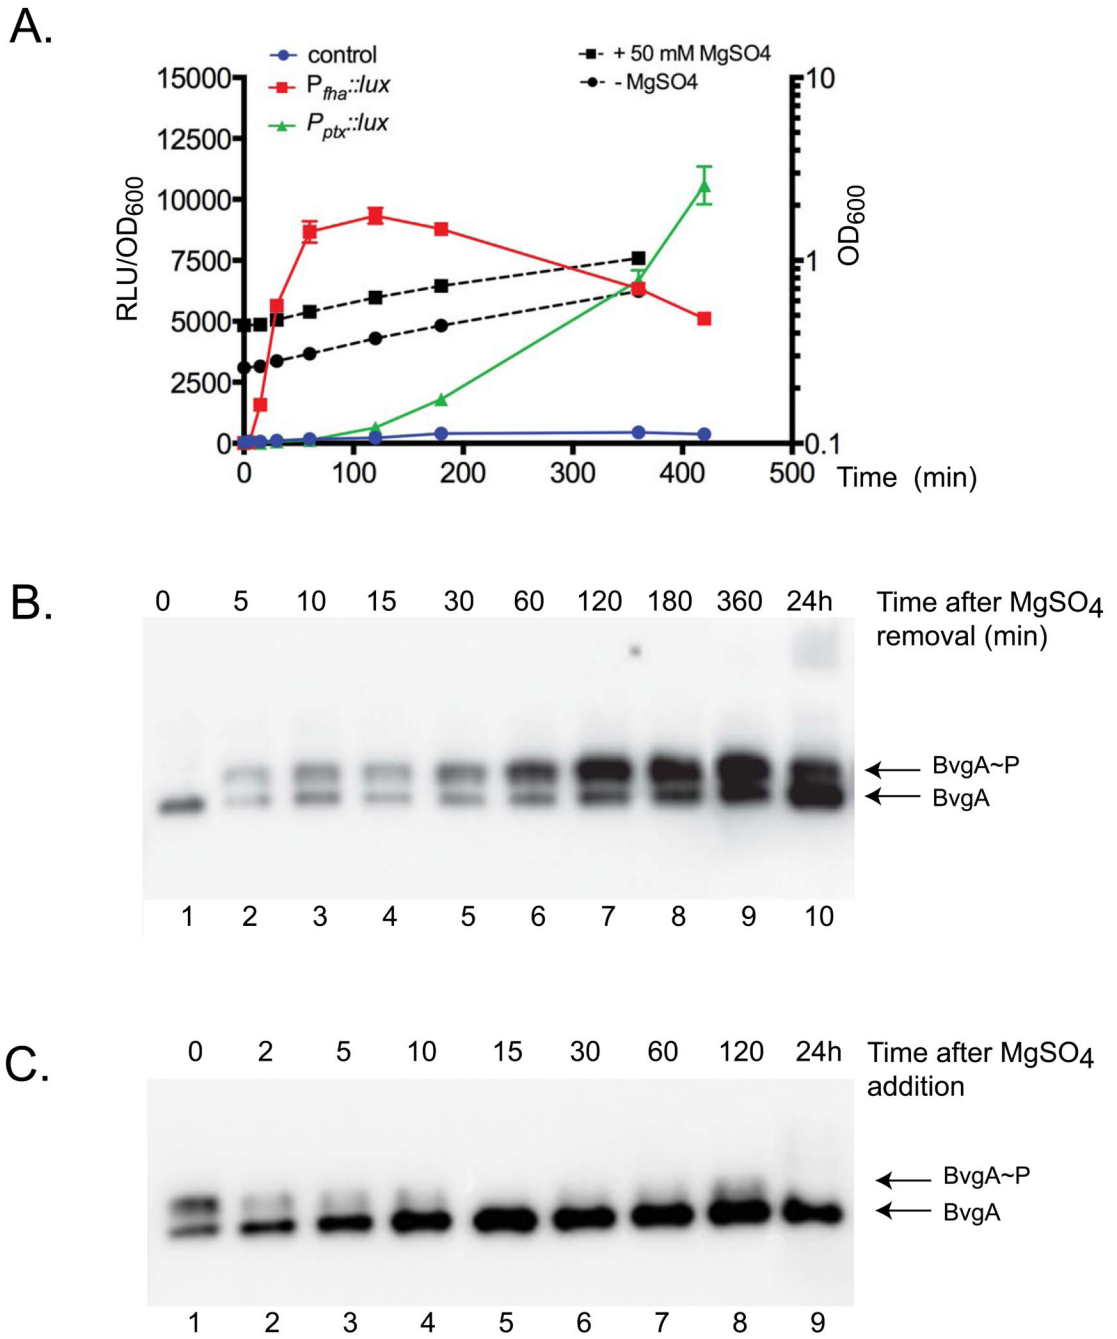 A.
control
P_fha::lux
P_ptx::lux
+ 50 mM MgSO4
- MgSO4
15000
12500
10000
7500
5000
2500
0
RLU/OD600
10
1
0.1
OD600
0 100 200 300 400 500 Time (min)
B.
0 5 10 15 30 60 120 180 360 24h Time after MgSO4
removal (min)
BvgA~P
BvgA
1 2 3 4 5 6 7 8 9 10
C.
0 2 5 10 15 30 60 120 24h Time after MgSO4
addition
BvgA~P
BvgA
1 2 3 4 5 6 7 8 9